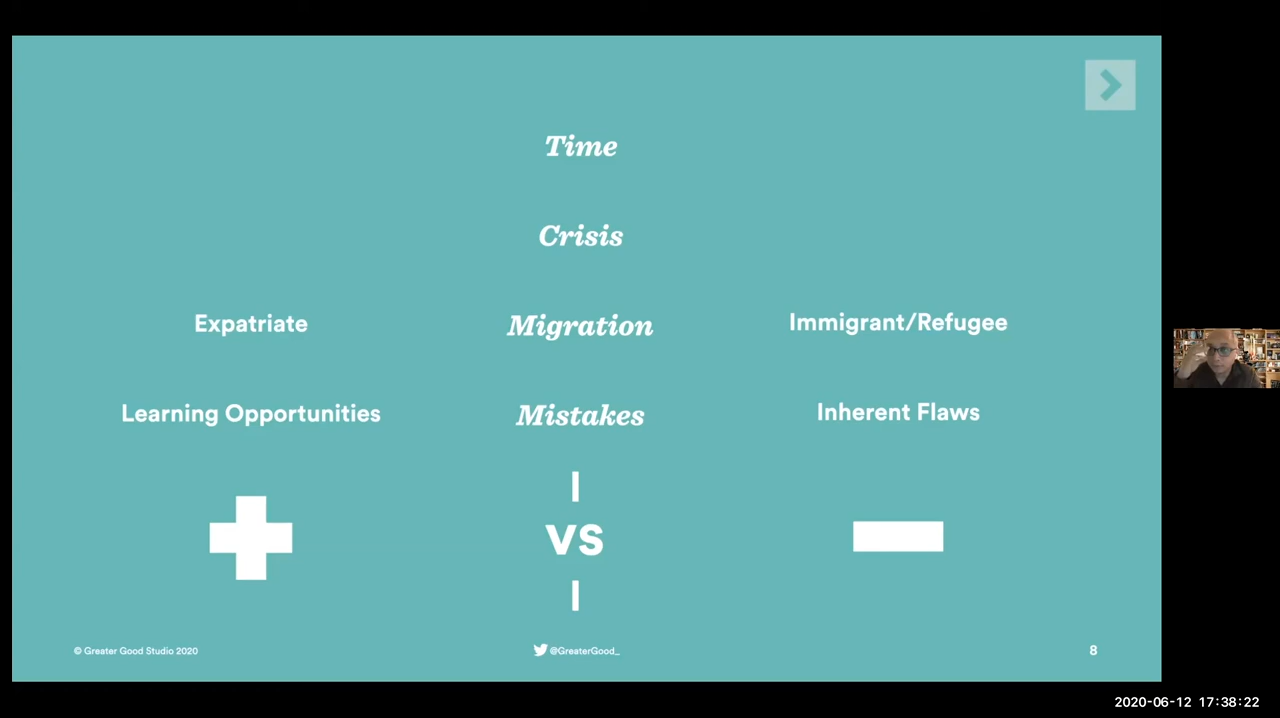 Time
Crisis
Expatriate Migration Immigrant/Refugee
Learning Opportunities Mistakes Inherent Flaws
VS
© Greater Good Studio 2020 @GreaterGood_ 8
2020-06-12 17:38:22